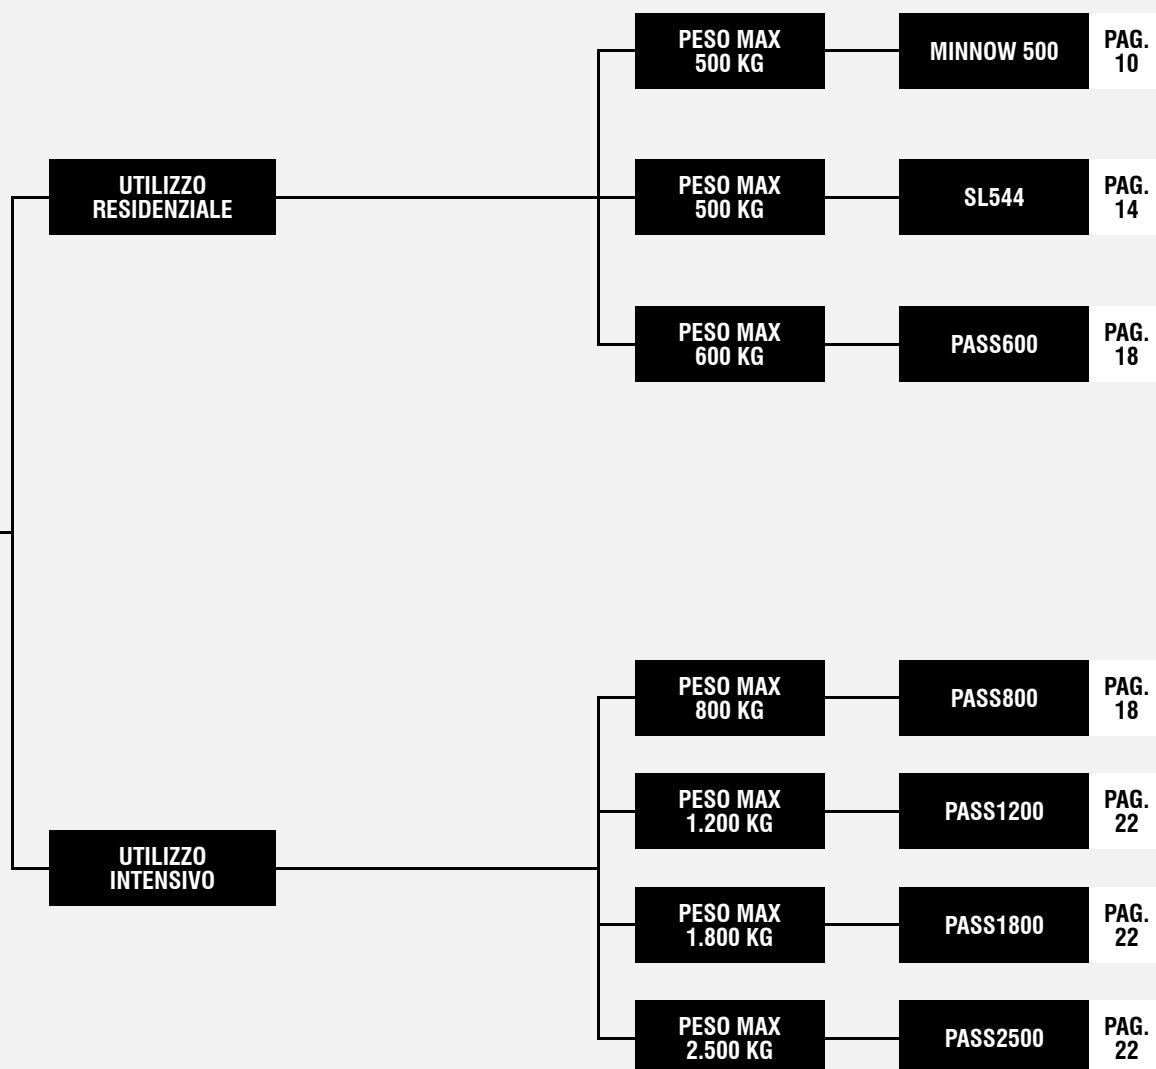 PESO MAX
500 KG
MINNOW 500
PAG.
10
UTILIZZO
RESIDENZIALE
PESO MAX
500 KG
SL544
PAG.
14
PESO MAX
600 KG
PASS600
PAG.
18
PESO MAX
800 KG
PASS800
PAG.
18
PESO MAX
1.200 KG
PASS1200
PAG.
22
UTILIZZO
INTENSIVO
PESO MAX
1.800 KG
PASS1800
PAG.
22
PESO MAX
2.500 KG
PASS2500
PAG.
22